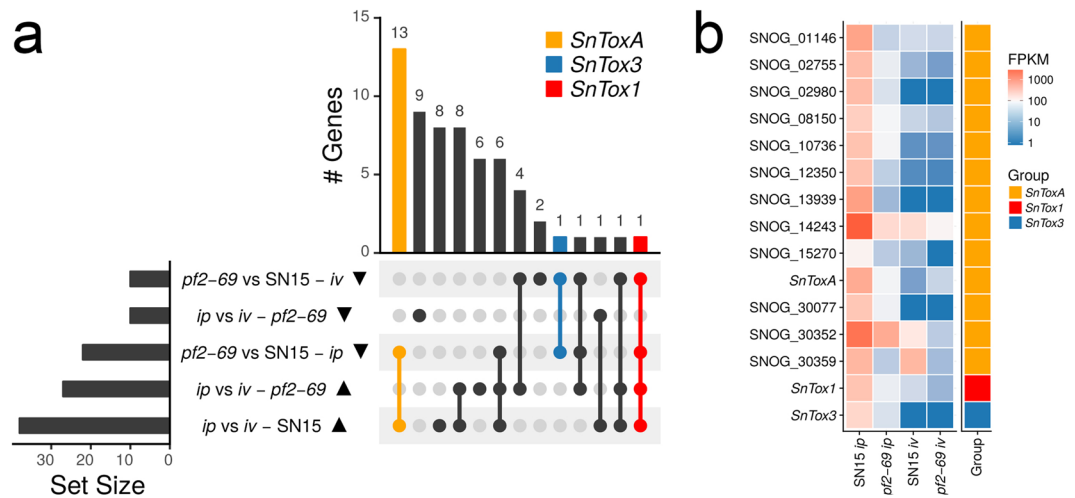 a
15
10
5
0
# Genes
13
9
8
8
6
6
4
2
1
1
1
1
1
SnToxA
SnTox3
SnTox1
pf2−69 vs SN15 − iv ▼
ip vs iv − pf2−69 ▼
pf2−69 vs SN15 − ip ▼
ip vs iv − pf2−69 ▲
ip vs iv − SN15 ▲
30 20 10 0
Set Size
b
SNOG_01146
SNOG_02755
SNOG_02980
SNOG_08150
SNOG_10736
SNOG_12350
SNOG_13939
SNOG_14243
SNOG_15270
SnToxA
SNOG_30077
SNOG_30352
SNOG_30359
SnTox1
SnTox3
SN15 ip
pf2−69 ip
SN15 iv
pf2−69 iv
Group
FPKM
1000
100
10
1
Group
SnToxA
SnTox1
SnTox3